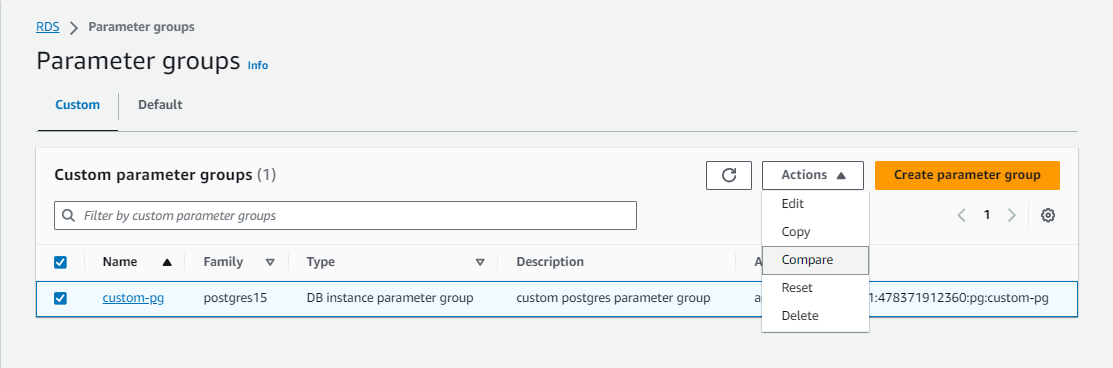 RDS > Parameter groups
Parameter groups Info
Custom Default
Custom parameter groups (1) Actions Create parameter group
Filter by custom parameter groups 1
Edit
Copy
Compare
Reset
Delete
Name Family Type Description A
custom-pg postgres15 DB instance parameter group custom postgres parameter group a 1:478371912360:pg:custom-pg